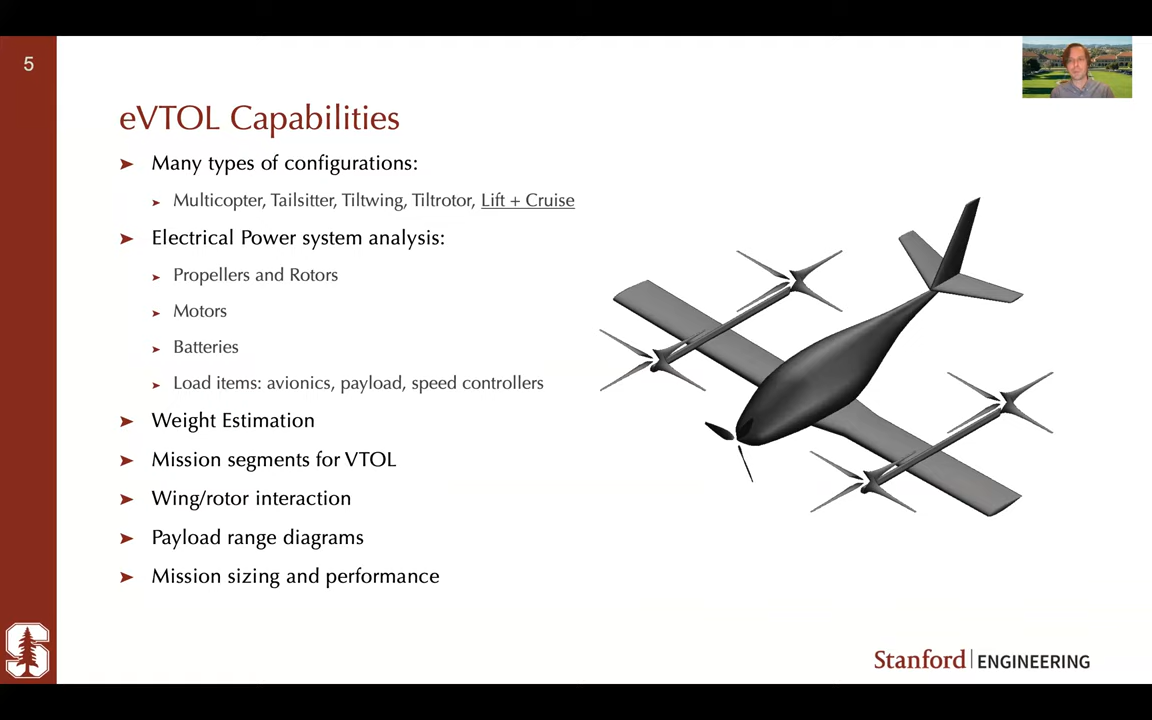 5
eVTOL Capabilities
Many types of configurations:
Multicopter, Tailsitter, Tiltwing, Tiltrotor, Lift + Cruise
Electrical Power system analysis:
Propellers and Rotors
Motors
Batteries
Load items: avionics, payload, speed controllers
Weight Estimation
Mission segments for VTOL
Wing/rotor interaction
Payload range diagrams
Mission sizing and performance
S
Stanford | ENGINEERING